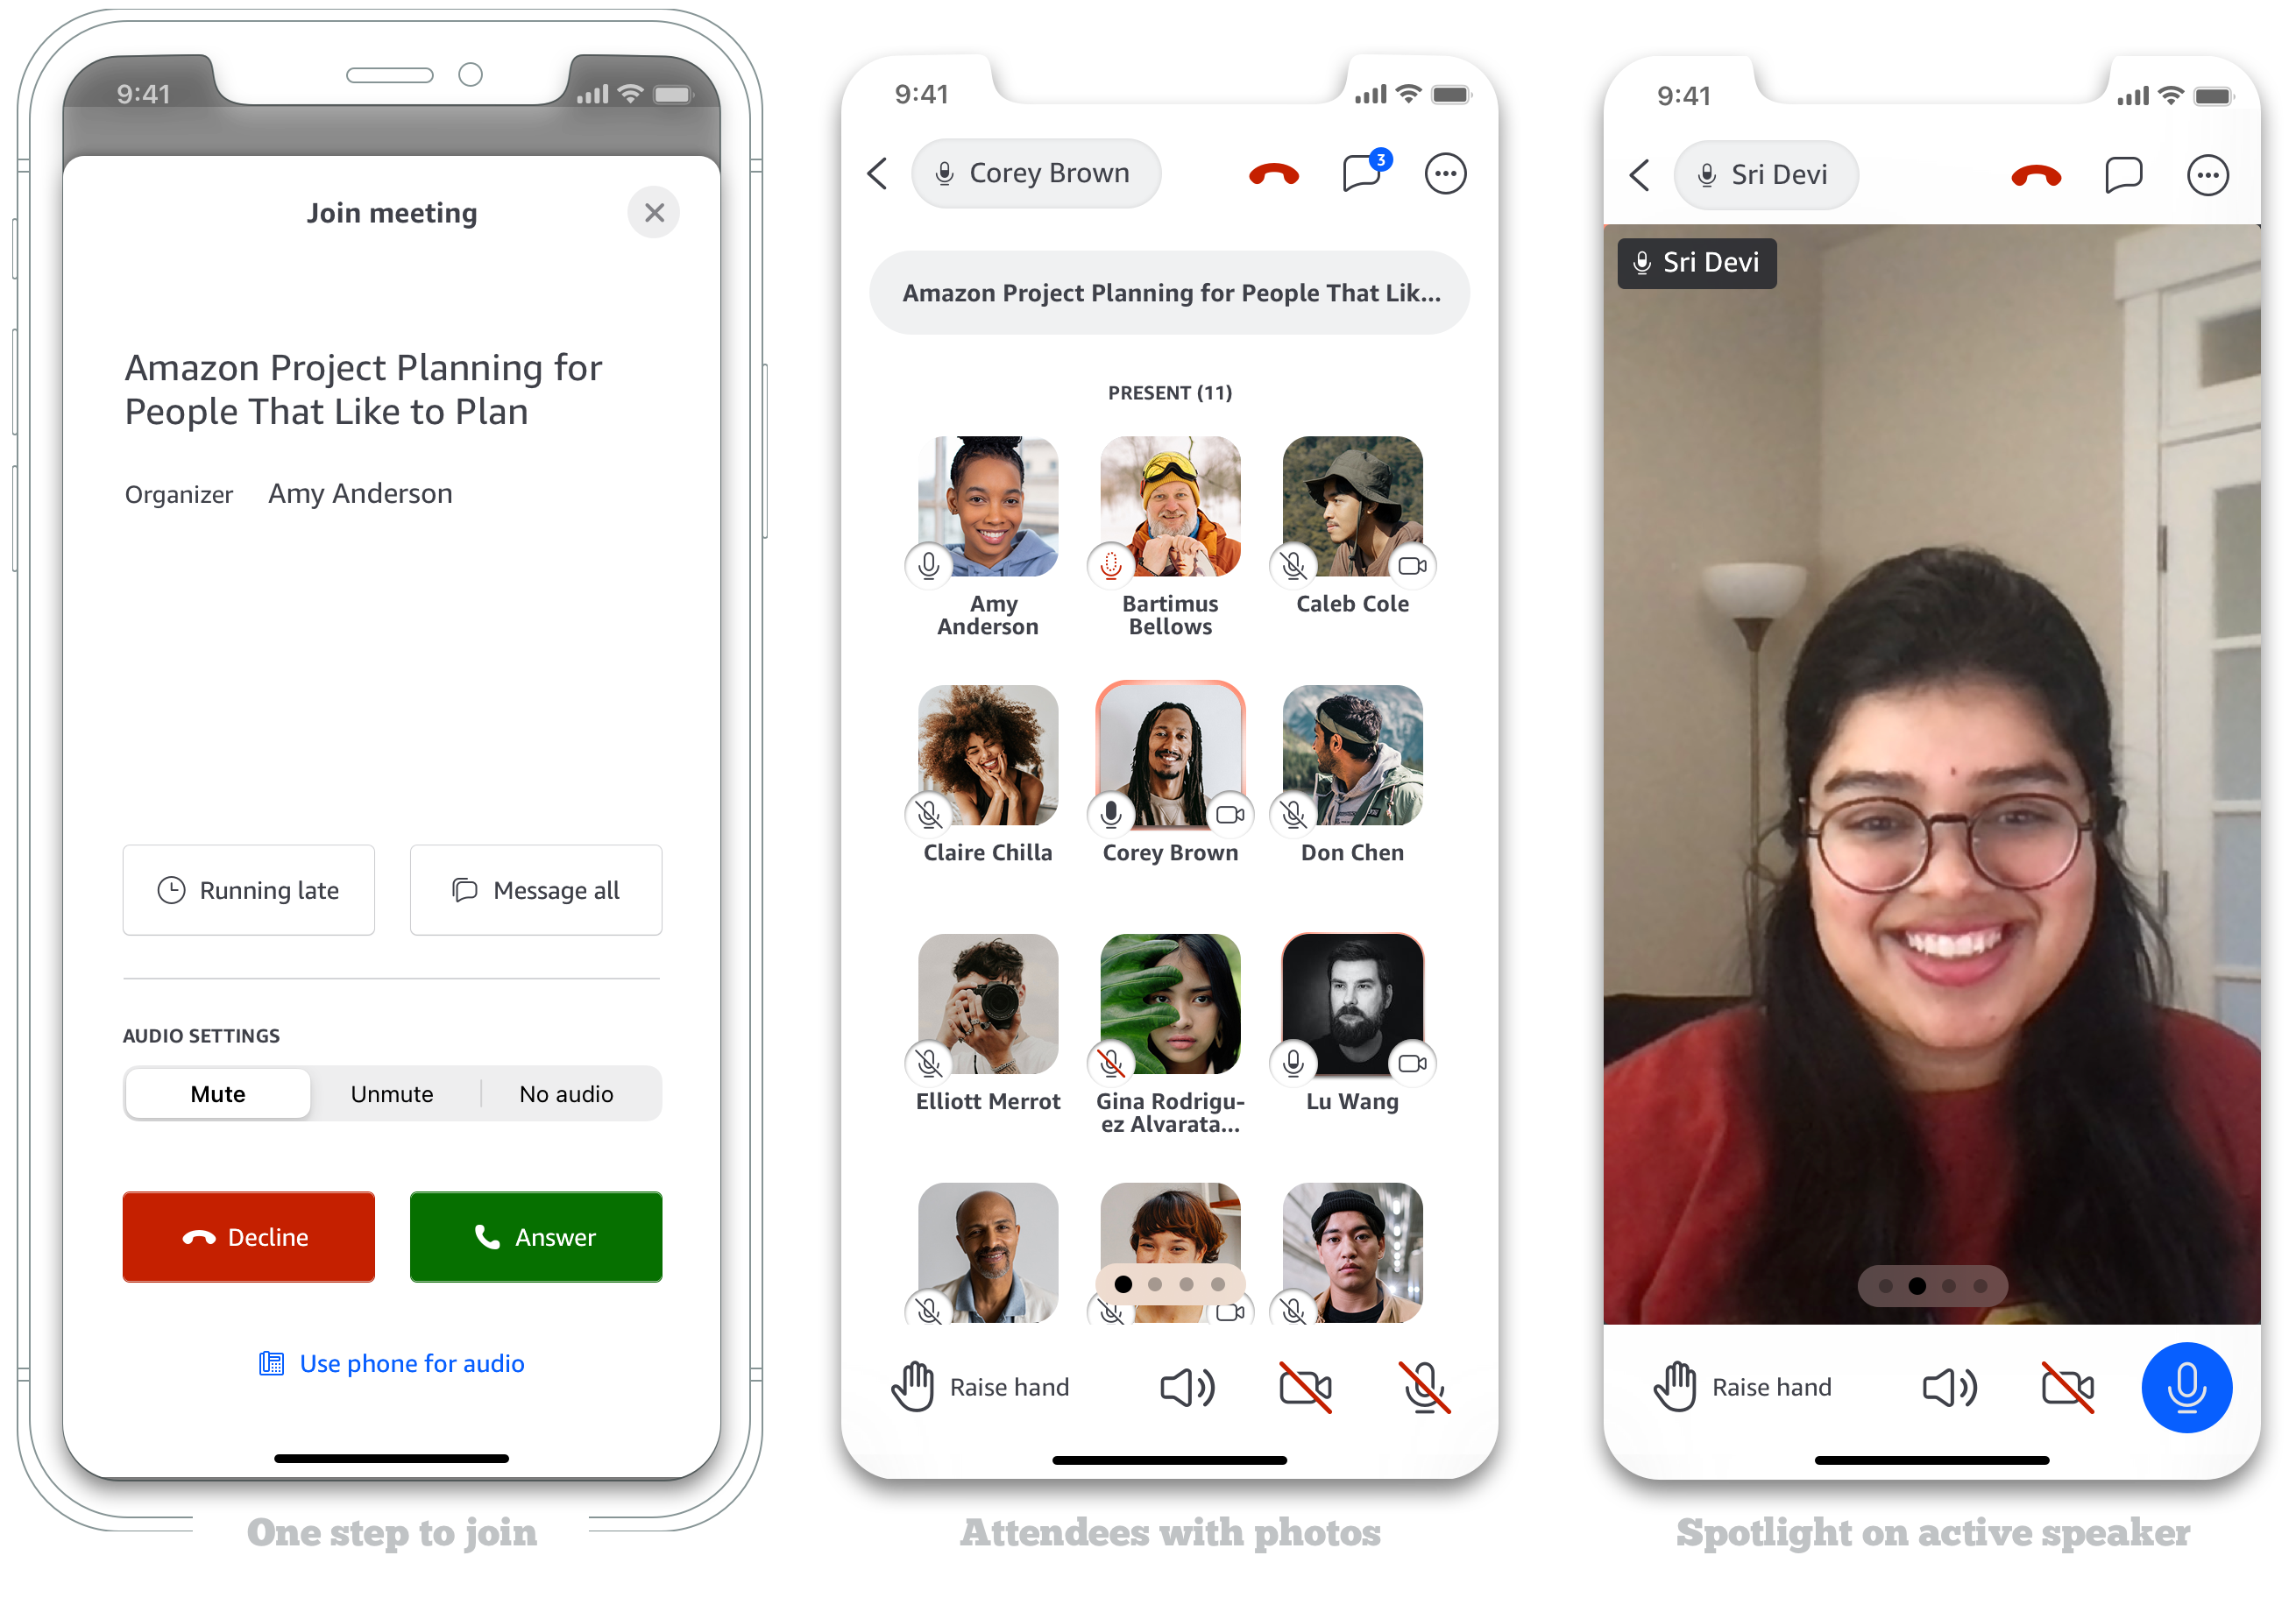 9:41
Join meeting
Amazon Project Planning for
People That Like to Plan
Organizer Amy Anderson
Running late
Message all
AUDIO SETTINGS
Mute
Unmute
No audio
Decline
Answer
Use phone for audio
One step to join
9:41
Corey Brown
3
Amazon Project Planning for People That Lik...
PRESENT (11)
Amy
Anderson
Bartimus
Bellows
Caleb Cole
Claire Chilla
Corey Brown
Don Chen
Elliott Merrot
Gina Rodrigu-
ez Alvarata...
Lu Wang
Raise hand
Attendees with photos
9:41
Sri Devi
Sri Devi
Raise hand
Spotlight on active speaker